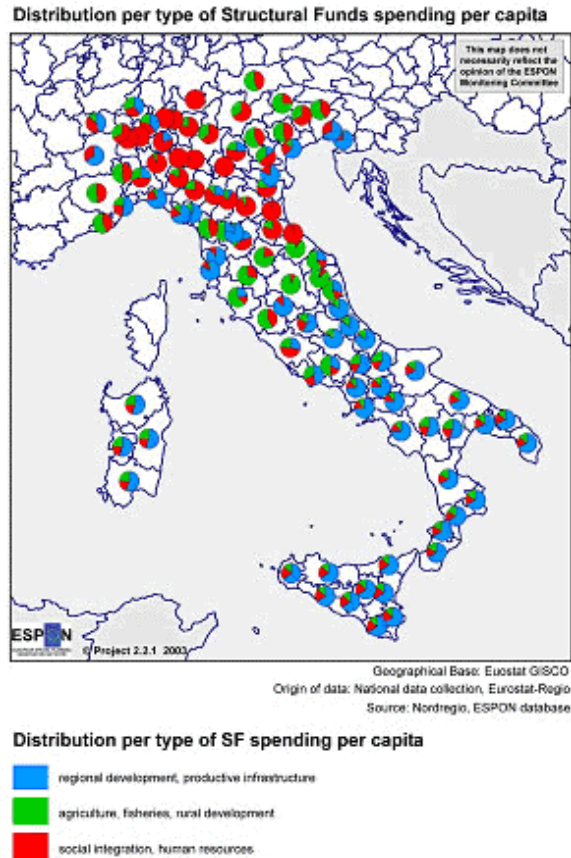 Distribution per type of Structural Funds spending per capita
This map does not
necessarily reflect the
opinion of the ESPON
Monitoring Committee
ESPON
© Project 2.2.1 2003
Geographical Base: Euostat GISCO
Origin of data: National data collection, Eurostat-Regio
Source: Nordregio, ESPON database
Distribution per type of SF spending per capita
regional development, productive infrastructure
agriculture, fisheries, rural development
social integration, human resources